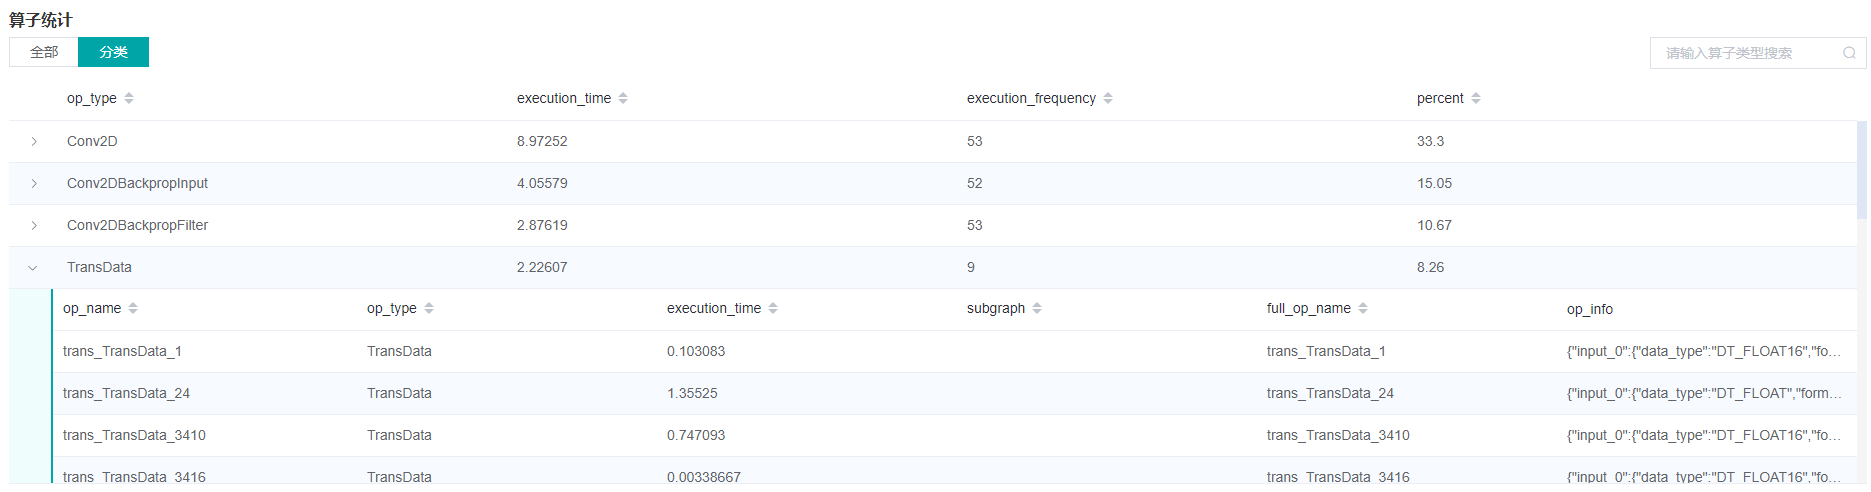 算子统计
全部 分类 请输入算子类型搜索
op_type execution_time execution_frequency percent
Conv2D 8.97252 53 33.3
Conv2DBackpropInput 4.05579 52 15.05
Conv2DBackpropFilter 2.87619 53 10.67
TransData 2.22607 9 8.26
op_name op_type execution_time subgraph full_op_name op_info
trans_TransData_1 TransData 0.103083 trans_TransData_1 {"input_0":{"data_type":"DT_FLOAT16","fo...
trans_TransData_24 TransData 1.35525 trans_TransData_24 {"input_0":{"data_type":"DT_FLOAT","form...
trans_TransData_3410 TransData 0.747093 trans_TransData_3410 {"input_0":{"data_type":"DT_FLOAT16","fo...
trans_TransData_3416 TransData 0.00338667 trans_TransData_3416 {"input_0":{"data_type":"DT_FLOAT16","fo...